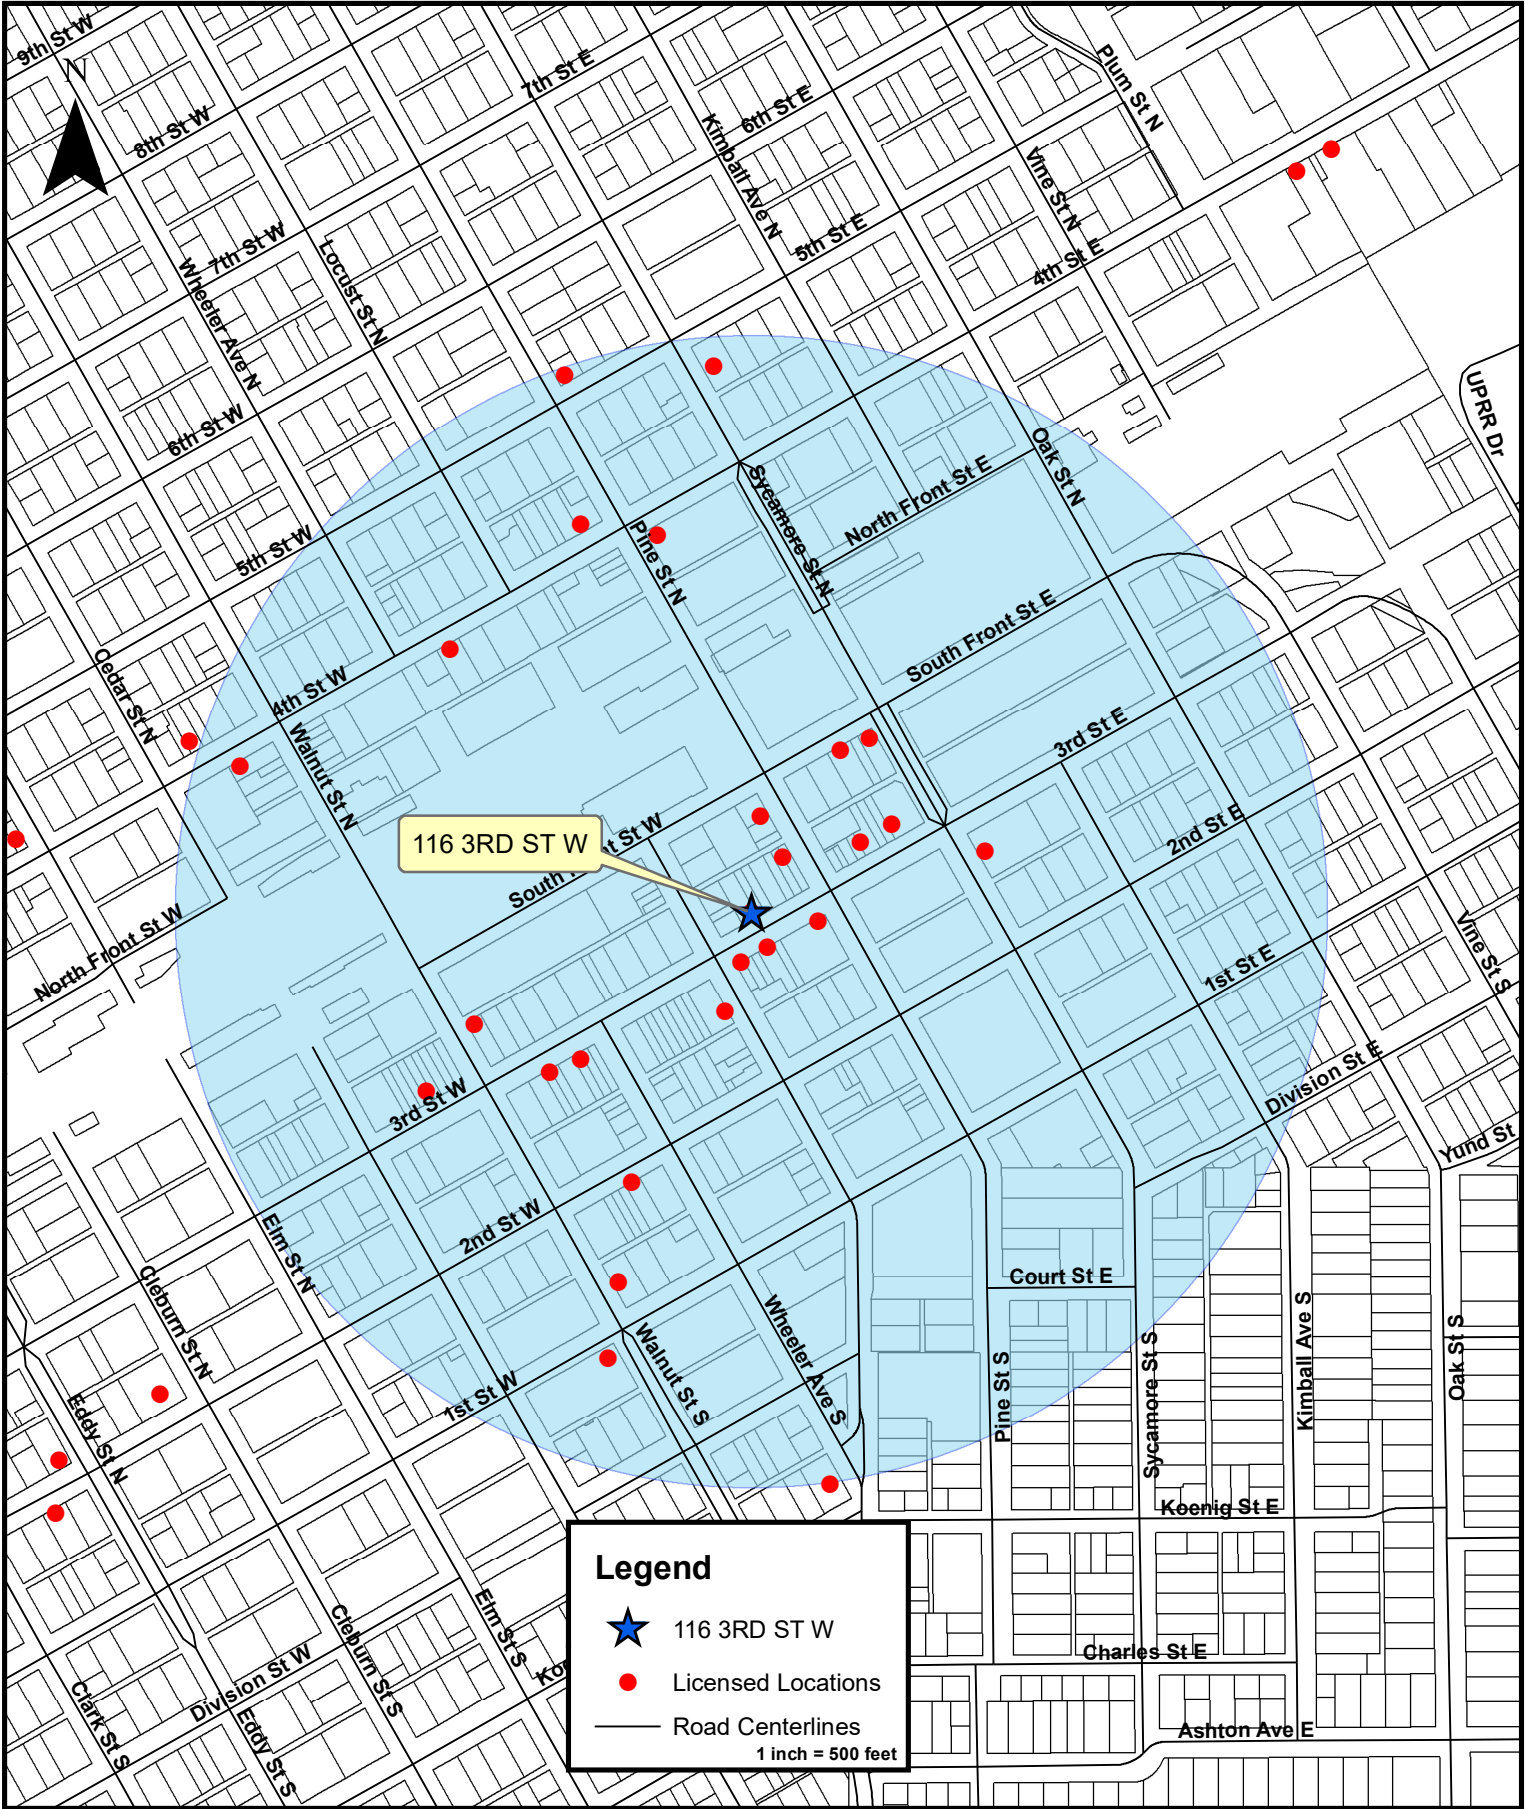 9th St W
N
8th St W
7th St E
6th St E
Plum St N
Kimball Ave N
Vine St N
7th St W
5th St E
Locust St N
4th St E
Wheeler Ave N
UPRR Dr
6th St W
Oak St N
Sycamore St N
North Front St E
5th St W
Pine St N
South Front St E
Cedar St N
4th St W
3rd St E
Walnut St N
2nd St E
116 3RD ST W
South
nt St W
North Front St W
Vine St S
1st St E
3rd St W
Division St E
Yund St
2nd St W
Elm St N
Cleburn St N
Court St E
Wheeler Ave S
Walnut St S
Kimball Ave S
Oak St S
Sycamore St S
Pine St S
1st St W
Eddy St N
Koenig St E
Legend
116 3RD ST W
Licensed Locations
Road Centerlines
1 inch = 500 feet
Elm St S
Cleburn St S
Division St W
Charles St E
Clark St S
Eddy St S
Ashton Ave E